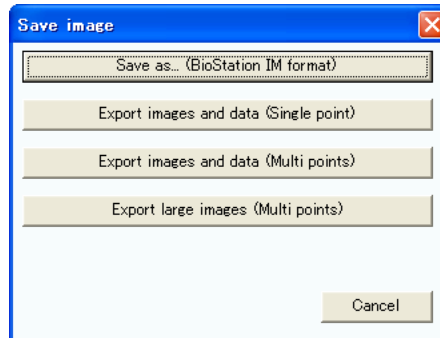 Save image
Save as... (BioStation IM format)
Export images and data (Single point)
Export images and data (Multi points)
Export large images (Multi points)
Cancel